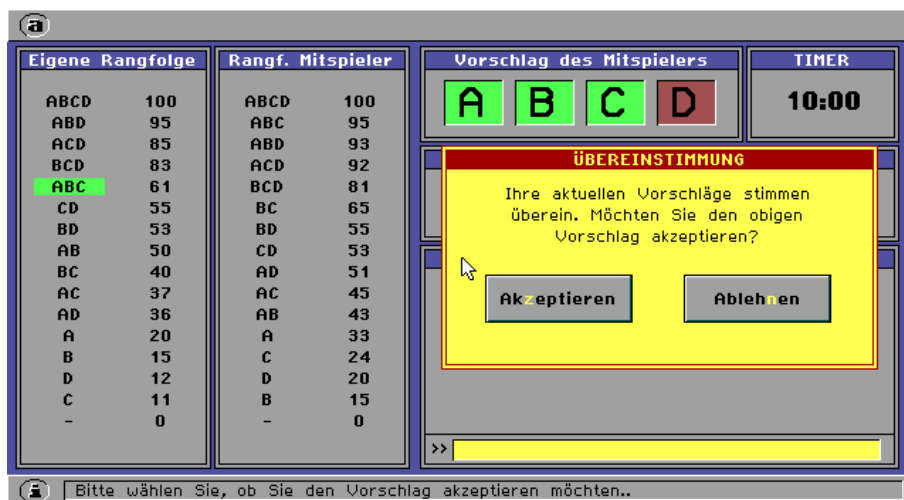 a
Eigene Rangfolge
ABCD 100
ABD 95
ACD 85
BCD 83
ABC 61
CD 55
BD 53
AB 50
BC 40
AC 37
AD 36
A 20
B 15
D 12
C 11
- 0
Rangf. Mitspieler
ABCD 100
ABC 95
ABD 93
ACD 92
BCD 81
BC 65
BD 55
CD 53
AD 51
AC 45
AB 43
A 33
C 24
D 20
B 15
- 0
Vorschlag des Mitspielers
A B C D
TIMER
10:00
ÜBEREINSTIMMUNG
Ihre aktuellen Vorschläge stimmen
überein. Möchten Sie den obigen
Vorschlag akzeptieren?
Akzeptieren Ablehnen
>>
i Bitte wählen Sie, ob Sie den Vorschlag akzeptieren möchten..